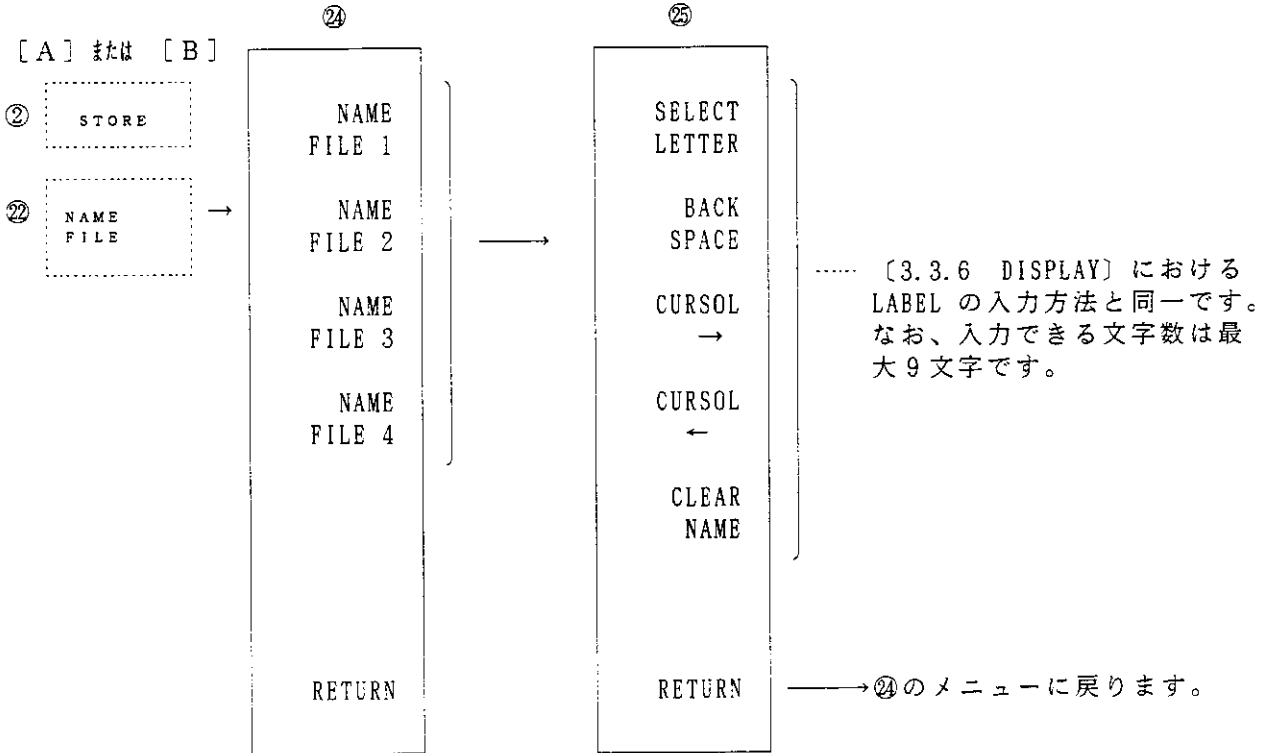 ㉔
㉕
[A] または [B]
② STORE
㉒ NAME
FILE
→
NAME
FILE 1
NAME
FILE 2
NAME
FILE 3
NAME
FILE 4
RETURN
→
SELECT
LETTER
BACK
SPACE
CURSOL
→
CURSOL
←
CLEAR
NAME
RETURN
…… 〔3.3.6 DISPLAY〕における
LABEL の入力方法と同一です。
なお、入力できる文字数は最
大9文字です。
→㉔のメニューに戻ります。